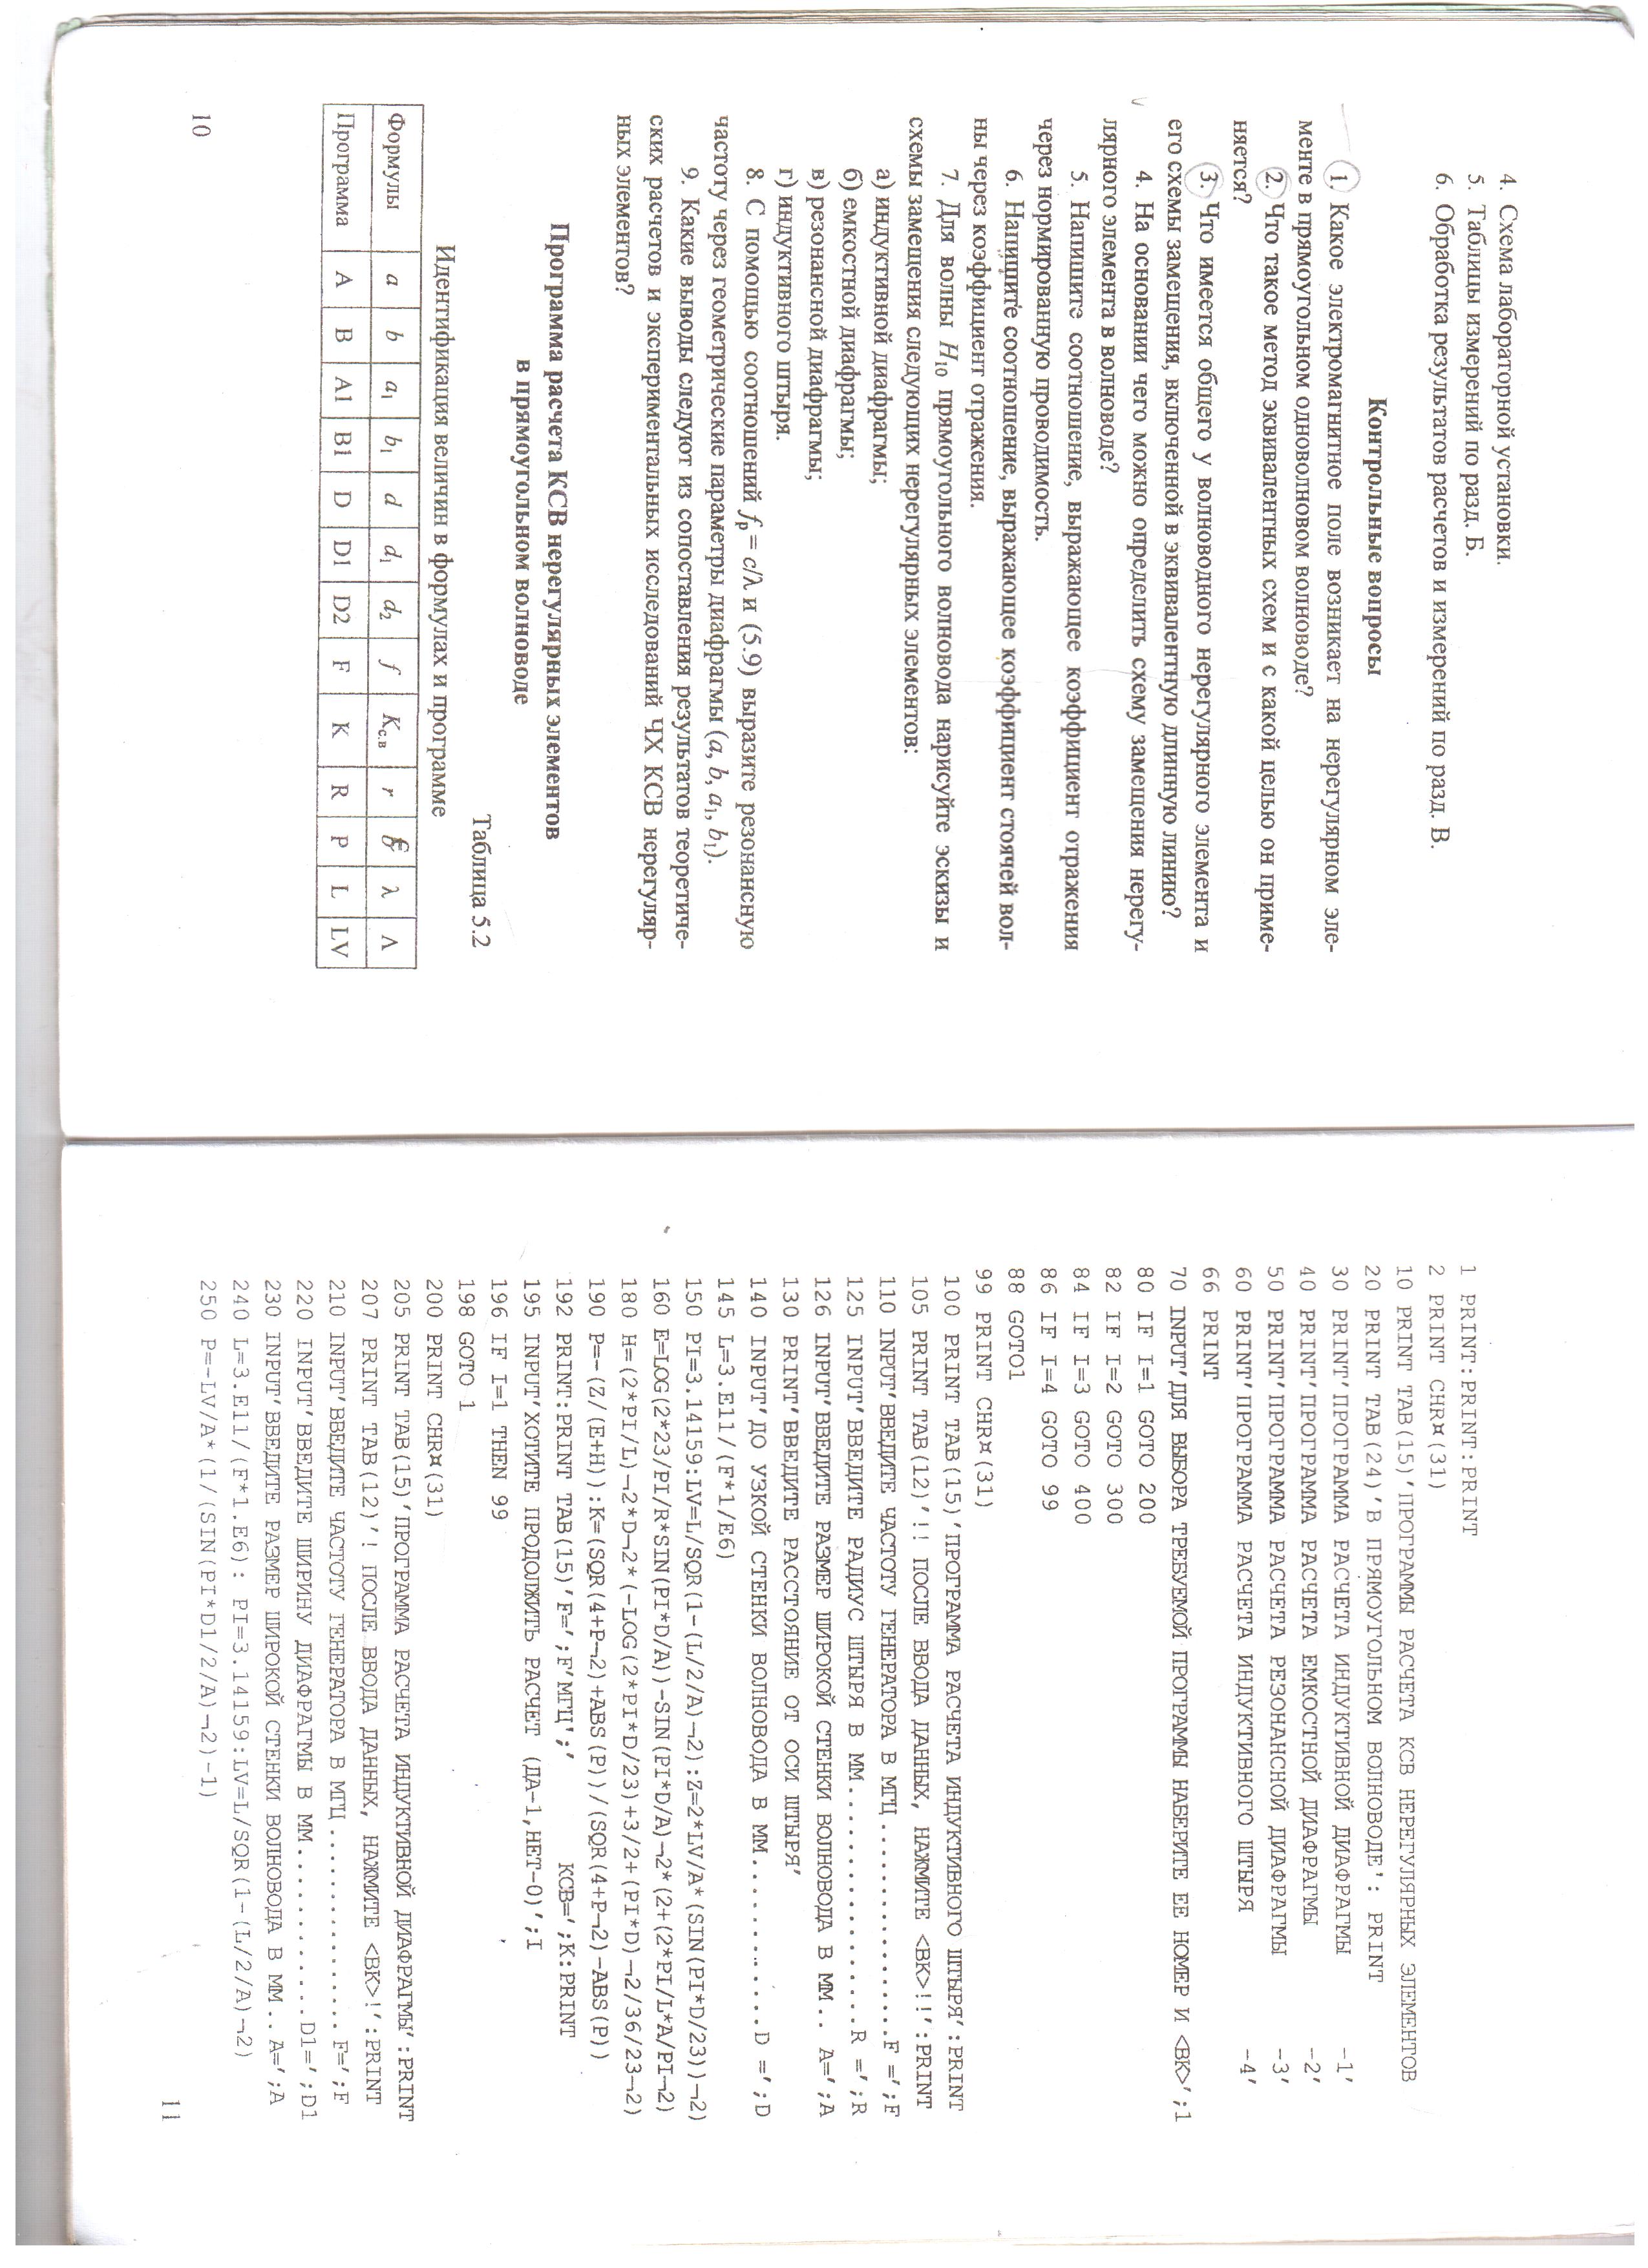 4. Схема лабораторной установки.
5. Таблицы измерений по разд. Б.
6. Обработка результатов расчетов и измерений по разд. В.
Контрольные вопросы
1. Какое электромагнитное поле возникает на нерегулярном эле-
менте в прямоугольном одноволновом волноводе?
2. Что такое метод эквивалентных схем и с какой целью он приме-
няется?
3. Что имеется общего у волноводного нерегулярного элемента и
его схемы замещения, включенной в эквивалентную длинную линию?
4. На основании чего можно определить схему замещения нерегу-
лярного элемента в волноводе?
5. Напишите соотношение, выражающее коэффициент отражения
через нормированную проводимость.
6. Напишите соотношение, выражающее коэффициент стоячей вол-
ны через коэффициент отражения.
7. Для волны H₁₀ прямоугольного волновода нарисуйте эскизы и
схемы замещения следующих нерегулярных элементов:
а) индуктивной диафрагмы;
б) емкостной диафрагмы;
в) резонансной диафрагмы;
г) индуктивного штыря.
8. С помощью соотношений fр = c/λ и (5.9) выразите резонансную
частоту через геометрические параметры диафрагмы (a, b, a₁, b₁).
9. Какие выводы следуют из сопоставления результатов теоретиче-
ских расчетов и экспериментальных исследований ЧХ КСВ нерегуляр-
ных элементов?
Программа расчета КСВ нерегулярных элементов
в прямоугольном волноводе
Таблица 5.2
Идентификация величин в формулах и программе
Формулы a b a₁ b₁ d d₁ d₂ f Kс.в r λ Λ
Программа A B A1 B1 D D1 D2 F K R P L LV
10
1 PRINT:PRINT:PRINT
2 PRINT CHR¤(31)
10 PRINT TAB(15)'ПРОГРАММЫ РАСЧЕТА КСВ НЕРЕГУЛЯРНЫХ ЭЛЕМЕНТОВ
20 PRINT TAB(24)'В ПРЯМОУГОЛЬНОМ ВОЛНОВОДЕ': PRINT
30 PRINT'ПРОГРАММА РАСЧЕТА ИНДУКТИВНОЙ ДИАФРАГМЫ -1'
40 PRINT'ПРОГРАММА РАСЧЕТА ЕМКОСТНОЙ ДИАФРАГМЫ -2'
50 PRINT'ПРОГРАММА РАСЧЕТА РЕЗОНАНСНОЙ ДИАФРАГМЫ -3'
60 PRINT'ПРОГРАММА РАСЧЕТА ИНДУКТИВНОГО ШТЫРЯ -4'
66 PRINT
70 INPUT'ДЛЯ ВЫБОРА ТРЕБУЕМОЙ ПРОГРАММЫ НАБЕРИТЕ ЕЕ НОМЕР И <ВК>';1
80 IF I=1 GOTO 200
82 IF I=2 GOTO 300
84 IF I=3 GOTO 400
86 IF I=4 GOTO 99
88 GOTO1
99 PRINT CHR¤(31)
100 PRINT TAB(15)'ПРОГРАММА РАСЧЕТА ИНДУКТИВНОГО ШТЫРЯ':PRINT
105 PRINT TAB(12)'!! ПОСЛЕ ВВОДА ДАННЫХ, НАЖМИТЕ <ВК>!!':PRINT
110 INPUT'ВВЕДИТЕ ЧАСТОТУ ГЕНЕРАТОРА В МГЦ...............F =';F
125 INPUT'ВВЕДИТЕ РАДИУС ШТЫРЯ В ММ.................R =';R
126 INPUT'ВВЕДИТЕ РАЗМЕР ШИРОКОЙ СТЕНКИ ВОЛНОВОДА В ММ.. A=';A
130 PRINT'ВВЕДИТЕ РАССТОЯНИЕ ОТ ОСИ ШТЫРЯ'
140 INPUT'ДО УЗКОЙ СТЕНКИ ВОЛНОВОДА В ММ.............D =';D
145 L=3.E11/(F*1/E6)
150 PI=3.14159:LV=L/SQR(1-(L/2/A)¬2):Z=2*LV/A*(SIN(PI*D/23))¬2)
160 E=LOG(2*23/PI/R*SIN(PI*D/A))-SIN(PI*D/A)¬2*(2+(2*PI/L*A/PI¬2)
180 H=(2*PI/L)¬2*D¬2*(-LOG(2*PI*D/23)+3/2+(PI*D)¬2/36/23¬2)
190 P=-(Z/(E+H)):K=(SQR(4+P¬2)+ABS(P))/(SQR(4+P¬2)-ABS(P))
192 PRINT:PRINT TAB(15)'F=';F'МГЦ';' КСВ=';K:PRINT
195 INPUT'ХОТИТЕ ПРОДОЛЖИТЬ РАСЧЕТ (ДА-1,НЕТ-0)';I
196 IF I=1 THEN 99
198 GOTO 1
200 PRINT CHR¤(31)
205 PRINT TAB(15)'ПРОГРАММА РАСЧЕТА ИНДУКТИВНОЙ ДИАФРАГМЫ':PRINT
207 PRINT TAB(12)'! ПОСЛЕ ВВОДА ДАННЫХ, НАЖМИТЕ <ВК>!':PRINT
210 INPUT'ВВЕДИТЕ ЧАСТОТУ ГЕНЕРАТОРА В МГЦ............... F=';F
220 INPUT'ВВЕДИТЕ ШИРИНУ ДИАФРАГМЫ В ММ............ D1=';D1
230 INPUT'ВВЕДИТЕ РАЗМЕР ШИРОКОЙ СТЕНКИ ВОЛНОВОДА В ММ.. A=';A
240 L=3.E11/(F*1.E6): PI=3.14159:LV=L/SQR(1-(L/2/A)¬2)
250 P=-LV/A*(1/(SIN(PI*D1/2/A)¬2)-1)
11